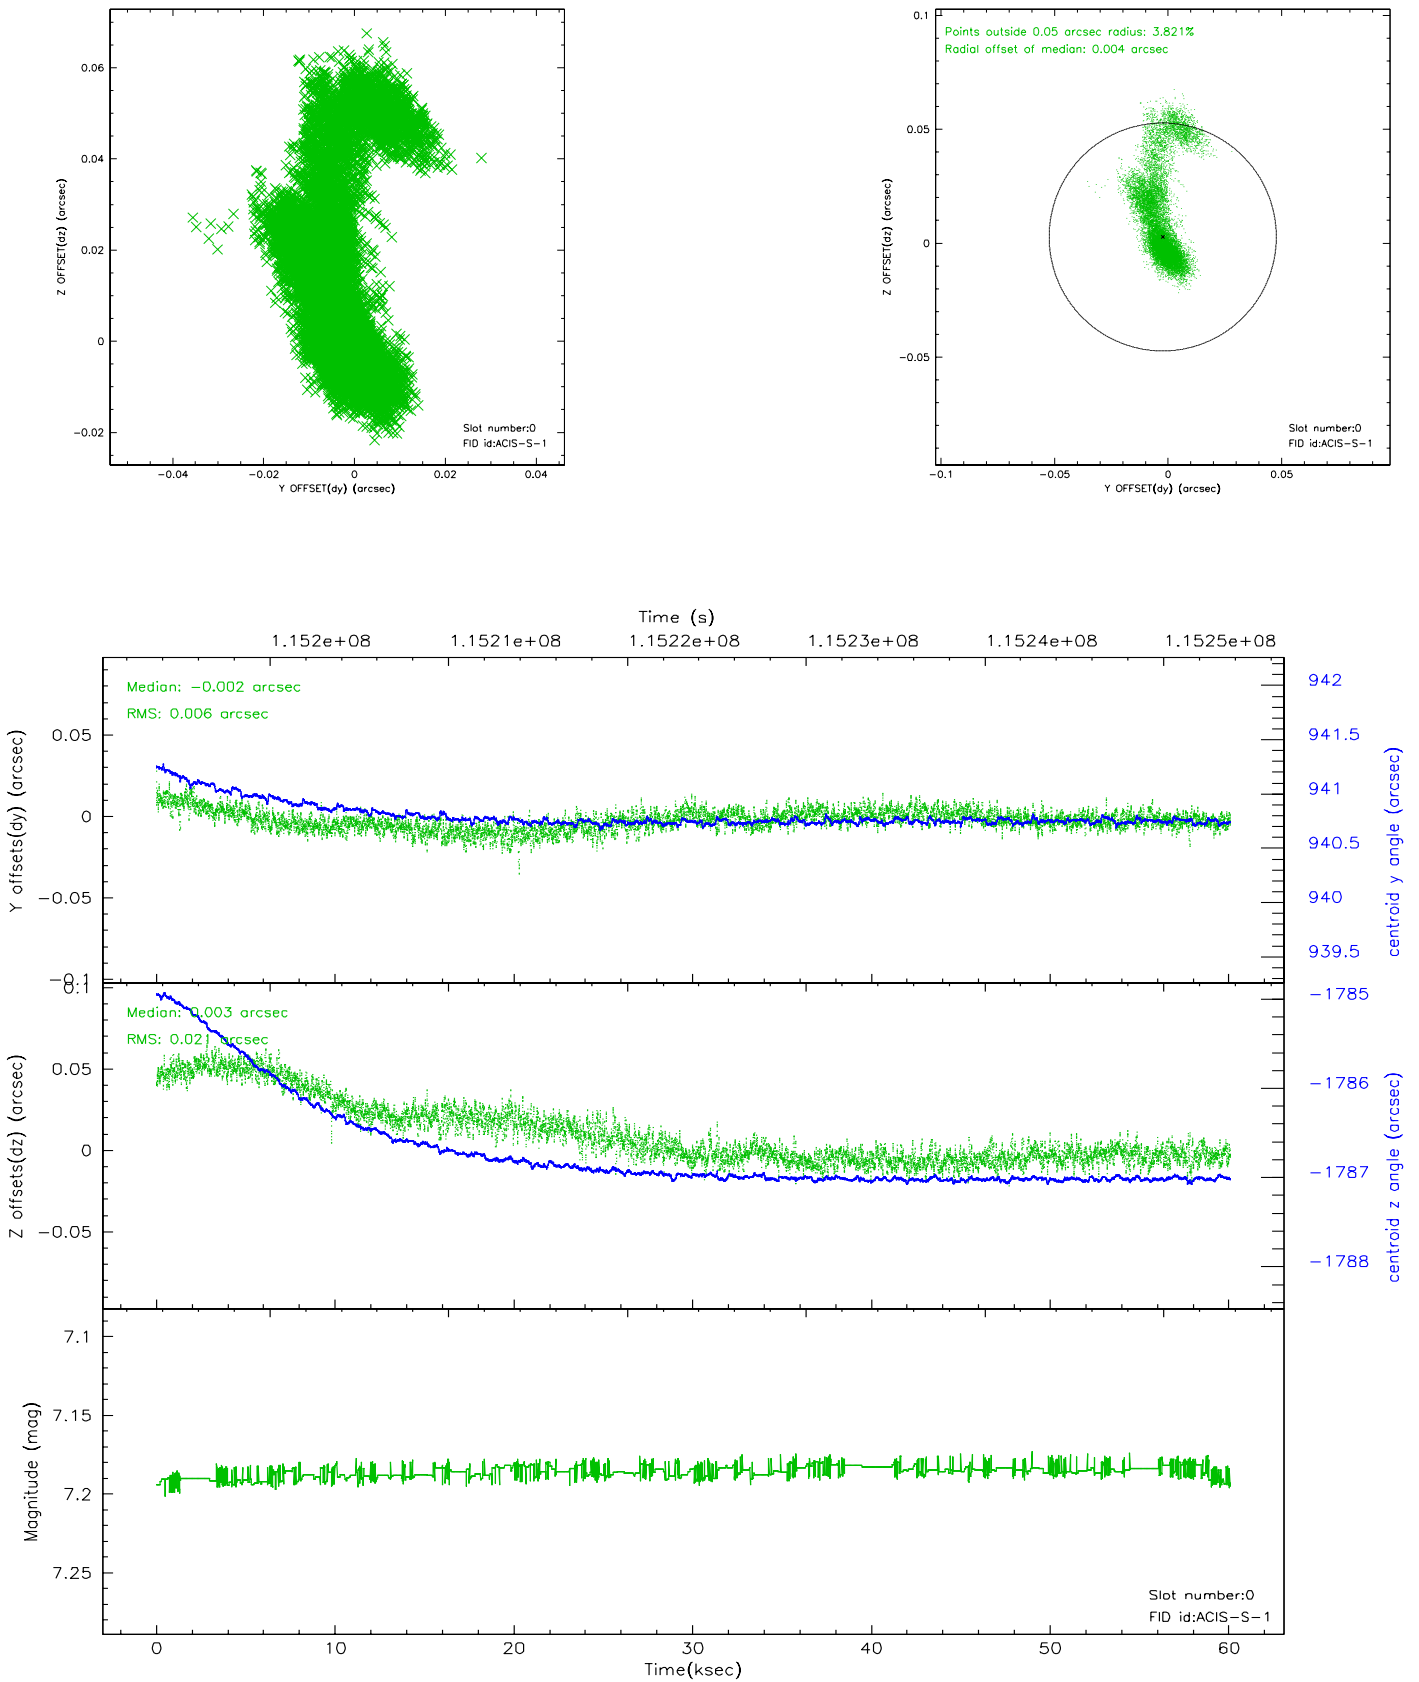 0.06
0.04
0.02
0
−0.02
Z OFFSET(dz) (arcsec)
Slot number:0
FID id:ACIS−S−1
−0.04
−0.02
0
0.02
0.04
Y OFFSET(dy) (arcsec)
Points outside 0.05 arcsec radius: 3.821%
Radial offset of median: 0.004 arcsec
0.1
0.05
0
−0.05
Z OFFSET(dz) (arcsec)
Slot number:0
FID id:ACIS−S−1
−0.1
−0.05
0
0.05
Y OFFSET(dy) (arcsec)
Time (s)
1.152e+08
1.1521e+08
1.1522e+08
1.1523e+08
1.1524e+08
1.1525e+08
Median: −0.002 arcsec
RMS: 0.006 arcsec
0.05
0
−0.05
−0.1
Y offsets(dy) (arcsec)
942
941.5
941
940.5
940
939.5
centroid y angle (arcsec)
Median: 0.003 arcsec
RMS: 0.021 arcsec
0.1
0.05
0
−0.05
Z offsets(dz) (arcsec)
−1785
−1786
−1787
−1788
centroid z angle (arcsec)
7.1
7.15
7.2
7.25
Magnitude (mag)
Slot number:0
FID id:ACIS−S−1
0
10
20
30
40
50
60
Time(ksec)